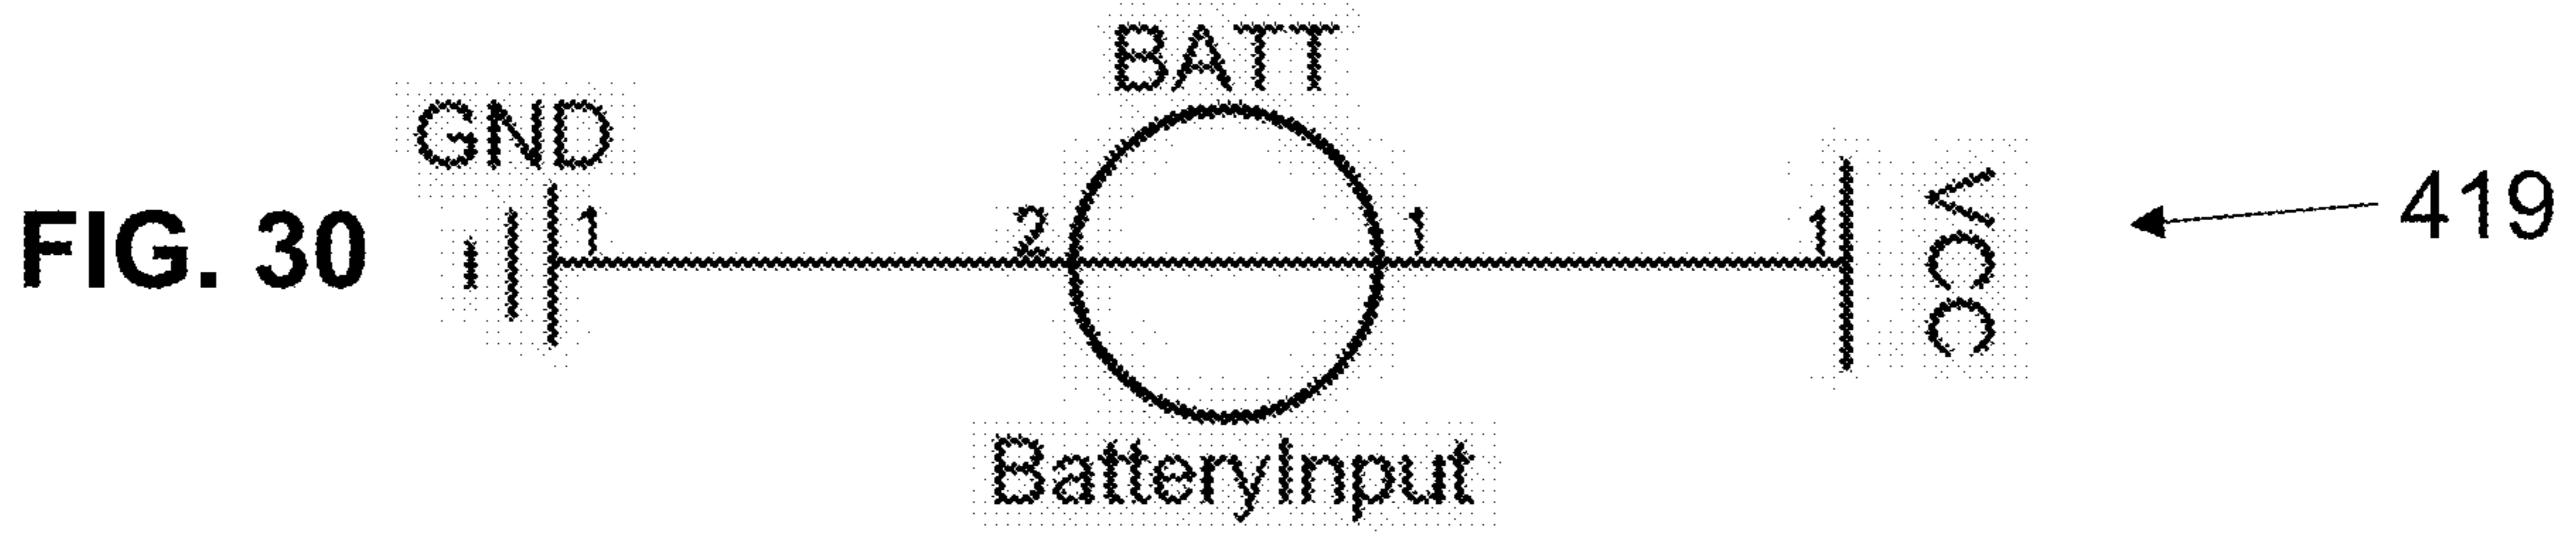 BATT
GND
FIG. 30
1
2
1
1
VCC
419
BatteryInput